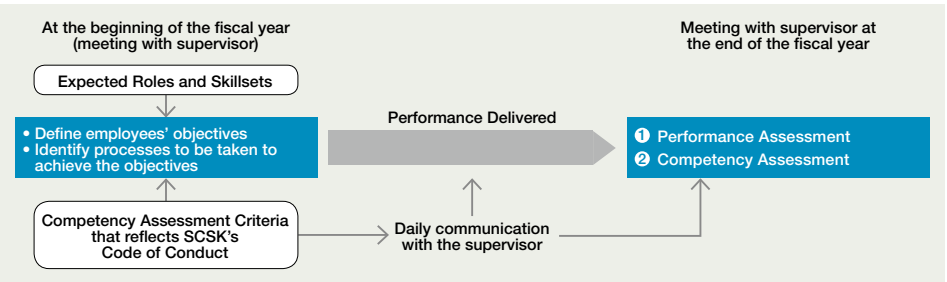 At the beginning of the fiscal year
(meeting with supervisor)
Expected Roles and Skillsets
• Define employees' objectives
• Identify processes to be taken to
achieve the objectives
Competency Assessment Criteria
that reflects SCSK's
Code of Conduct
Performance Delivered
Daily communication
with the supervisor
Meeting with supervisor at
the end of the fiscal year
❶ Performance Assessment
❷ Competency Assessment